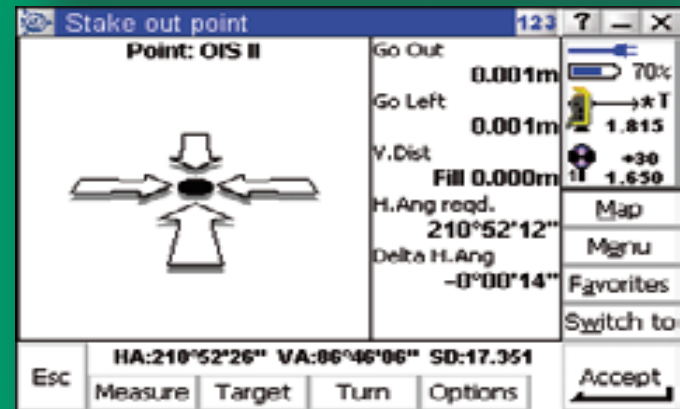 Stake out point 123 ? – ×
Point: OIS II
Go Out
0.001m
Go Left
0.001m
V.Dist
Fill 0.000m
H.Ang reqd.
210°52'12"
Delta H.Ang
-0°00'14"
70%
T
1.815
+30
1.650
Map
Menu
Favorites
Switch to
HA:210°52'26" VA:86°46'06" SD:17.351
Esc
Measure
Target
Turn
Options
Accept